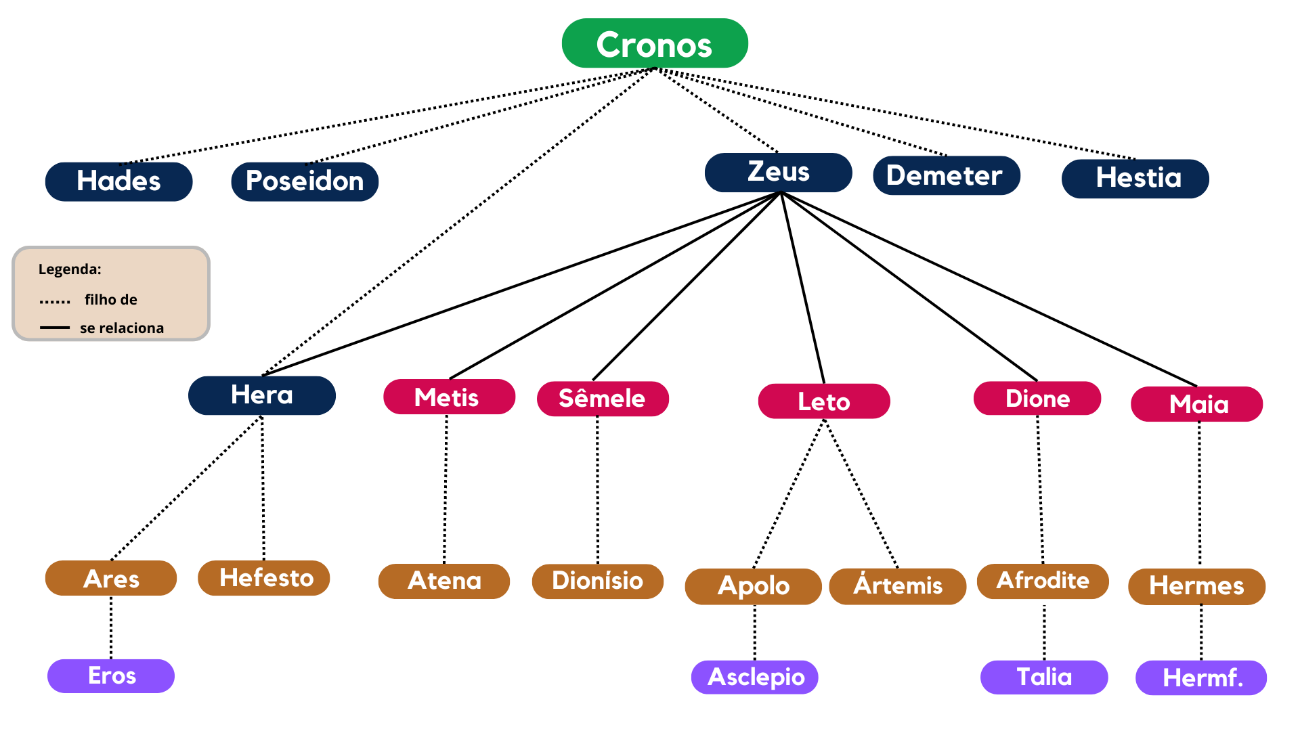 Cronos
Hades
Poseidon
Zeus
Demeter
Hestia
Legenda:
filho de
se relaciona
Hera
Metis
Sêmele
Leto
Dione
Maia
Ares
Hefesto
Atena
Dionísio
Apolo
Ártemis
Afrodite
Hermes
Eros
Asclepio
Talia
Hermf.